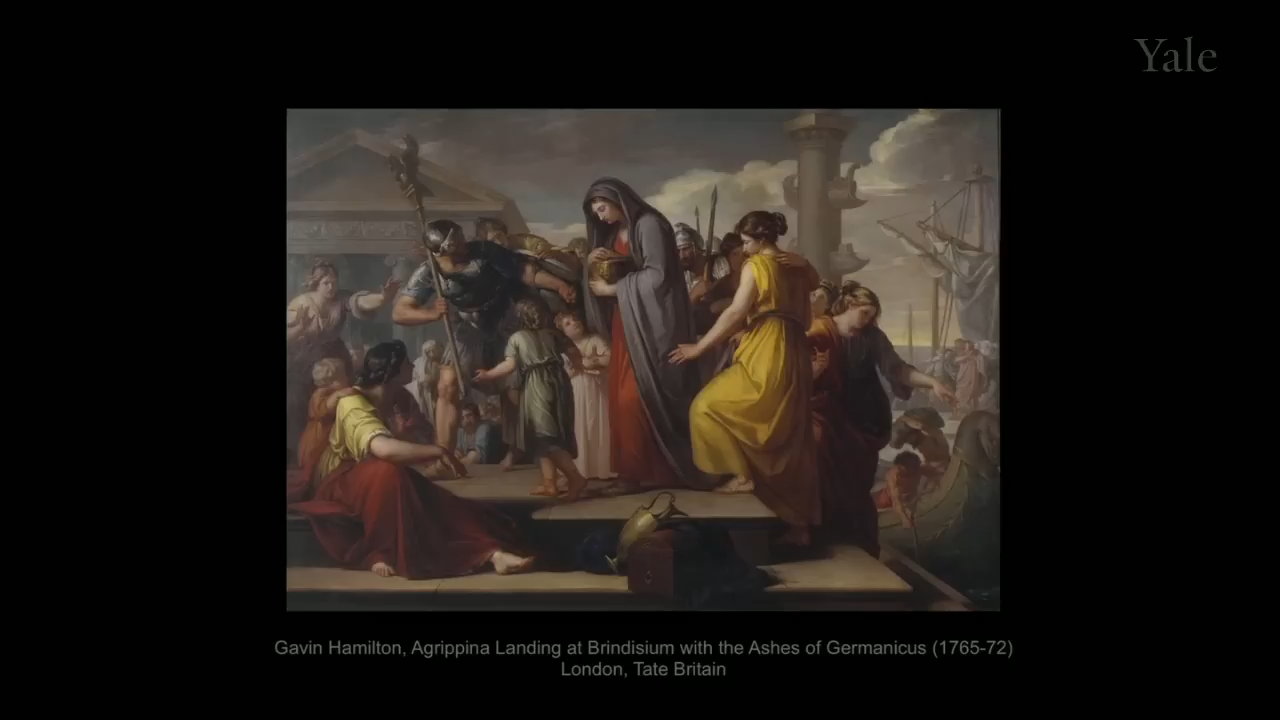 Yale
Gavin Hamilton, Agrippina Landing at Brindisium with the Ashes of Germanicus (1765-72)
London, Tate Britain